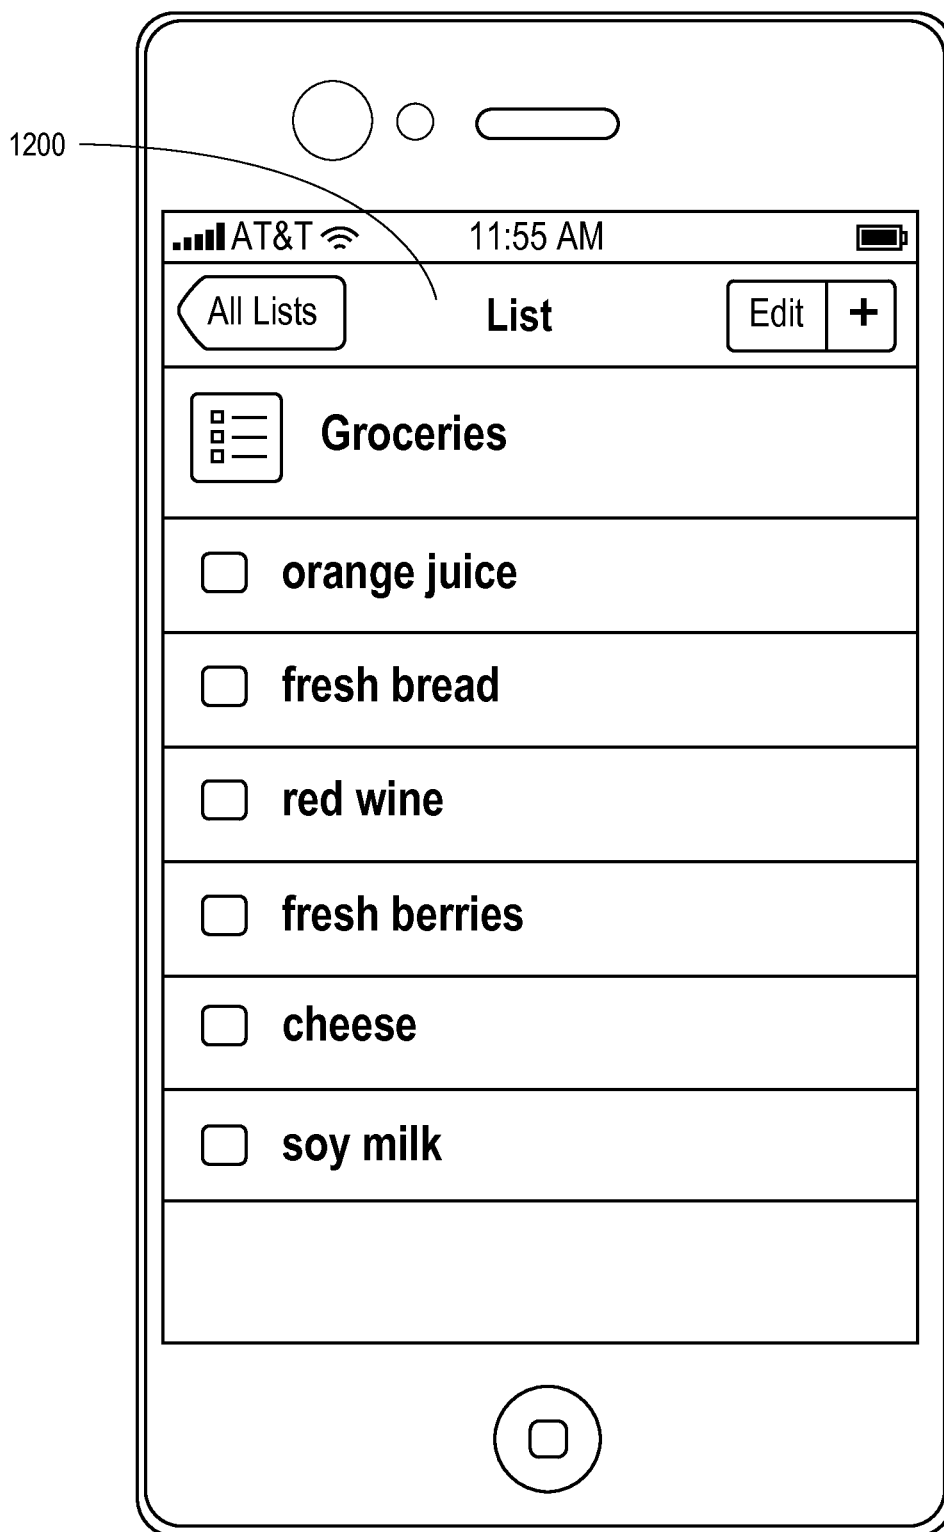 1200
AT&T 11:55 AM
All Lists List Edit +
Groceries
orange juice
fresh bread
red wine
fresh berries
cheese
soy milk